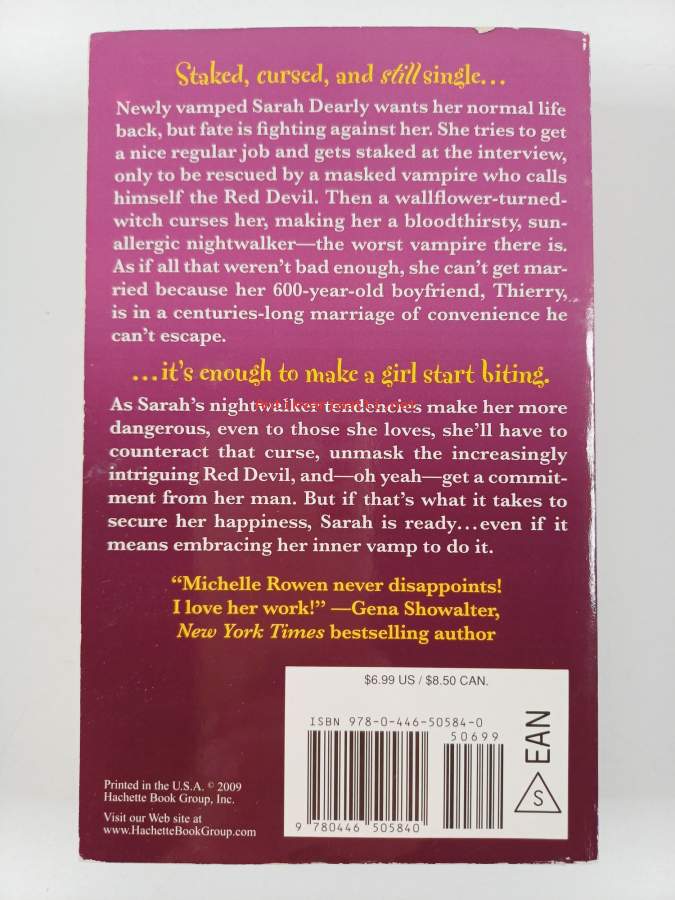 Staked, cursed, and still single...
Newly vamped Sarah Dearly wants her normal life
back, but fate is fighting against her. She tries to get
a nice regular job and gets staked at the interview,
only to be rescued by a masked vampire who calls
himself the Red Devil. Then a wallflower-turned-
witch curses her, making her a bloodthirsty, sun-
allergic nightwalker—the worst vampire there is.
As if all that weren't bad enough, she can't get mar-
ried because her 600-year-old boyfriend, Thierry,
is in a centuries-long marriage of convenience he
can't escape.
...it's enough to make a girl start biting.
As Sarah's nightwalker tendencies make her more
dangerous, even to those she loves, she'll have to
counteract that curse, unmask the increasingly
intriguing Red Devil, and—oh yeah—get a commit-
ment from her man. But if that's what it takes to
secure her happiness, Sarah is ready...even if it
means embracing her inner vamp to do it.
“Michelle Rowen never disappoints!
I love her work!” —Gena Showalter,
New York Times bestselling author
$6.99 US / $8.50 CAN.
ISBN 978-0-446-50584-0
50699
EAN
S
9 780446 505840
Printed in the U.S.A. © 2009
Hachette Book Group, Inc.
Visit our Web site at
www.HachetteBookGroup.com